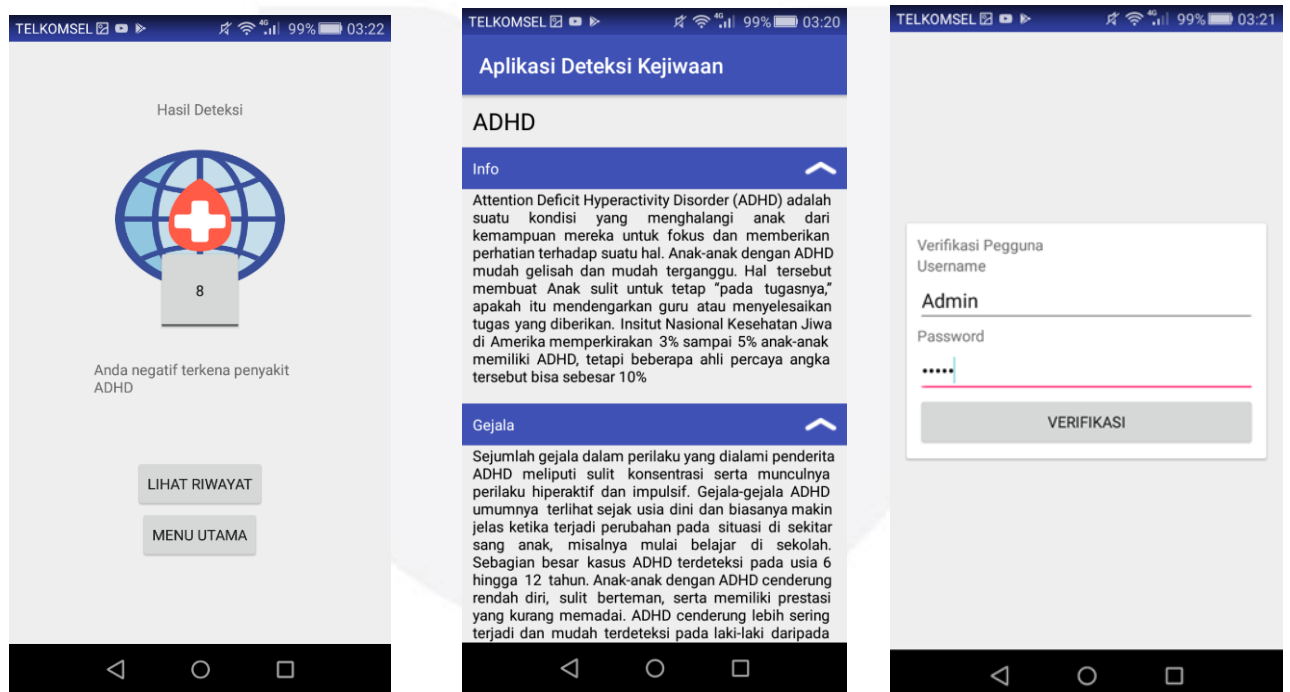 TELKOMSEL 4G 99% 03:22
Hasil Deteksi
8
Anda negatif terkena penyakit
ADHD
LIHAT RIWAYAT
MENU UTAMA
TELKOMSEL 4G 99% 03:20
Aplikasi Deteksi Kejiwaan
ADHD
Info
Attention Deficit Hyperactivity Disorder (ADHD) adalah
suatu kondisi yang menghalangi anak dari
kemampuan mereka untuk fokus dan memberikan
perhatian terhadap suatu hal. Anak-anak dengan ADHD
mudah gelisah dan mudah terganggu. Hal tersebut
membuat Anak sulit untuk tetap “pada tugasnya,”
apakah itu mendengarkan guru atau menyelesaikan
tugas yang diberikan. Insitut Nasional Kesehatan Jiwa
di Amerika memperkirakan 3% sampai 5% anak-anak
memiliki ADHD, tetapi beberapa ahli percaya angka
tersebut bisa sebesar 10%
Gejala
Sejumlah gejala dalam perilaku yang dialami penderita
ADHD meliputi sulit konsentrasi serta munculnya
perilaku hiperaktif dan impulsif. Gejala-gejala ADHD
umumnya terlihat sejak usia dini dan biasanya makin
jelas ketika terjadi perubahan pada situasi di sekitar
sang anak, misalnya mulai belajar di sekolah.
Sebagian besar kasus ADHD terdeteksi pada usia 6
hingga 12 tahun. Anak-anak dengan ADHD cenderung
rendah diri, sulit berteman, serta memiliki prestasi
yang kurang memadai. ADHD cenderung lebih sering
terjadi dan mudah terdeteksi pada laki-laki daripada
TELKOMSEL 4G 99% 03:21
Verifikasi Pegguna
Username
Admin
Password
•••••
VERIFIKASI